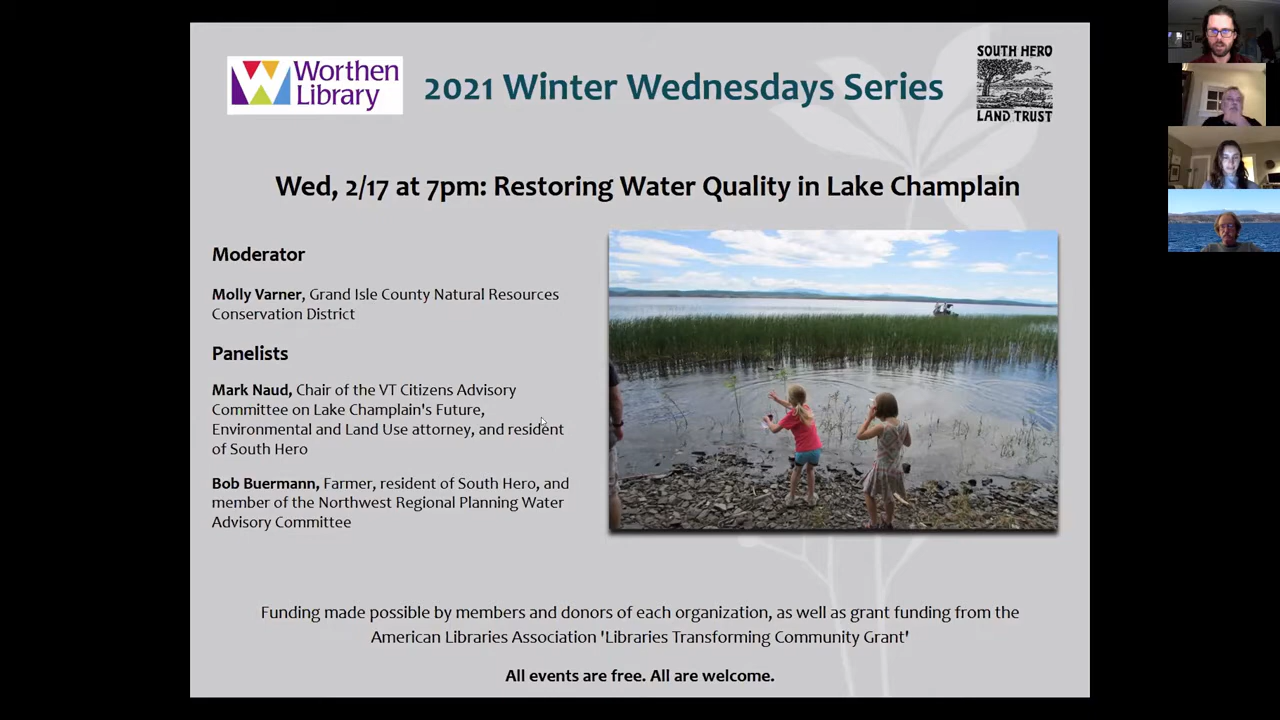 Worthen
Library
2021 Winter Wednesdays Series
SOUTH HERO
LAND TRUST
Wed, 2/17 at 7pm: Restoring Water Quality in Lake Champlain
Moderator
Molly Varner, Grand Isle County Natural Resources
Conservation District
Panelists
Mark Naud, Chair of the VT Citizens Advisory
Committee on Lake Champlain's Future,
Environmental and Land Use attorney, and resident
of South Hero
Bob Buermann, Farmer, resident of South Hero, and
member of the Northwest Regional Planning Water
Advisory Committee
Funding made possible by members and donors of each organization, as well as grant funding from the
American Libraries Association 'Libraries Transforming Community Grant'
All events are free. All are welcome.